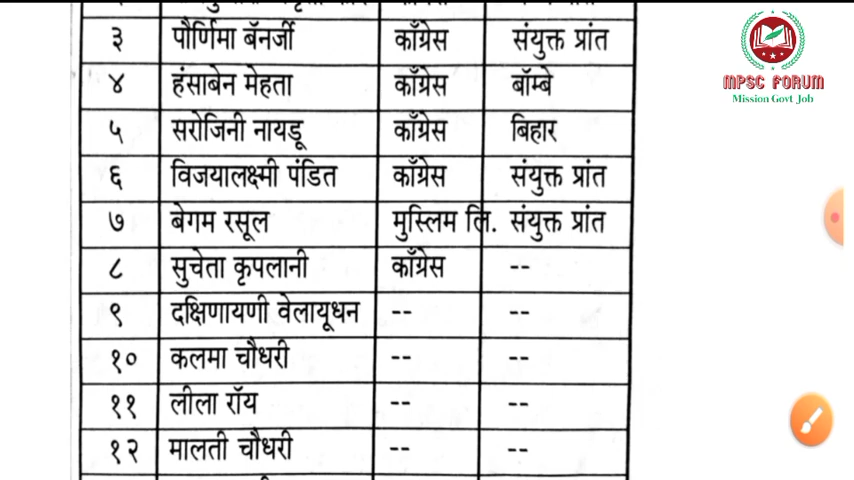 ३ पौर्णिमा बॅनर्जी काँग्रेस संयुक्त प्रांत
४ हंसाबेन मेहता काँग्रेस बॉम्बे
५ सरोजिनी नायडू काँग्रेस बिहार
६ विजयालक्ष्मी पंडित काँग्रेस संयुक्त प्रांत
७ बेगम रसूल मुस्लिम लि. संयुक्त प्रांत
८ सुचेता कृपलानी काँग्रेस --
९ दक्षिणायणी वेलायूधन -- --
१० कलमा चौधरी -- --
११ लीला रॉय -- --
१२ मालती चौधरी -- --
MPSC FORUM
Mission Govt Job